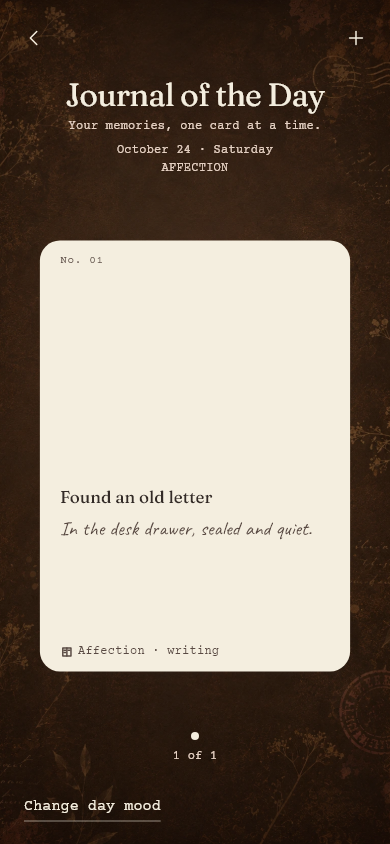 Journal of the Day
Your memories, one card at a time.
October 24 · Saturday
AFFECTION
No. 01
Found an old letter
In the desk drawer, sealed and quiet.
Affection · writing
1 of 1
Change day mood